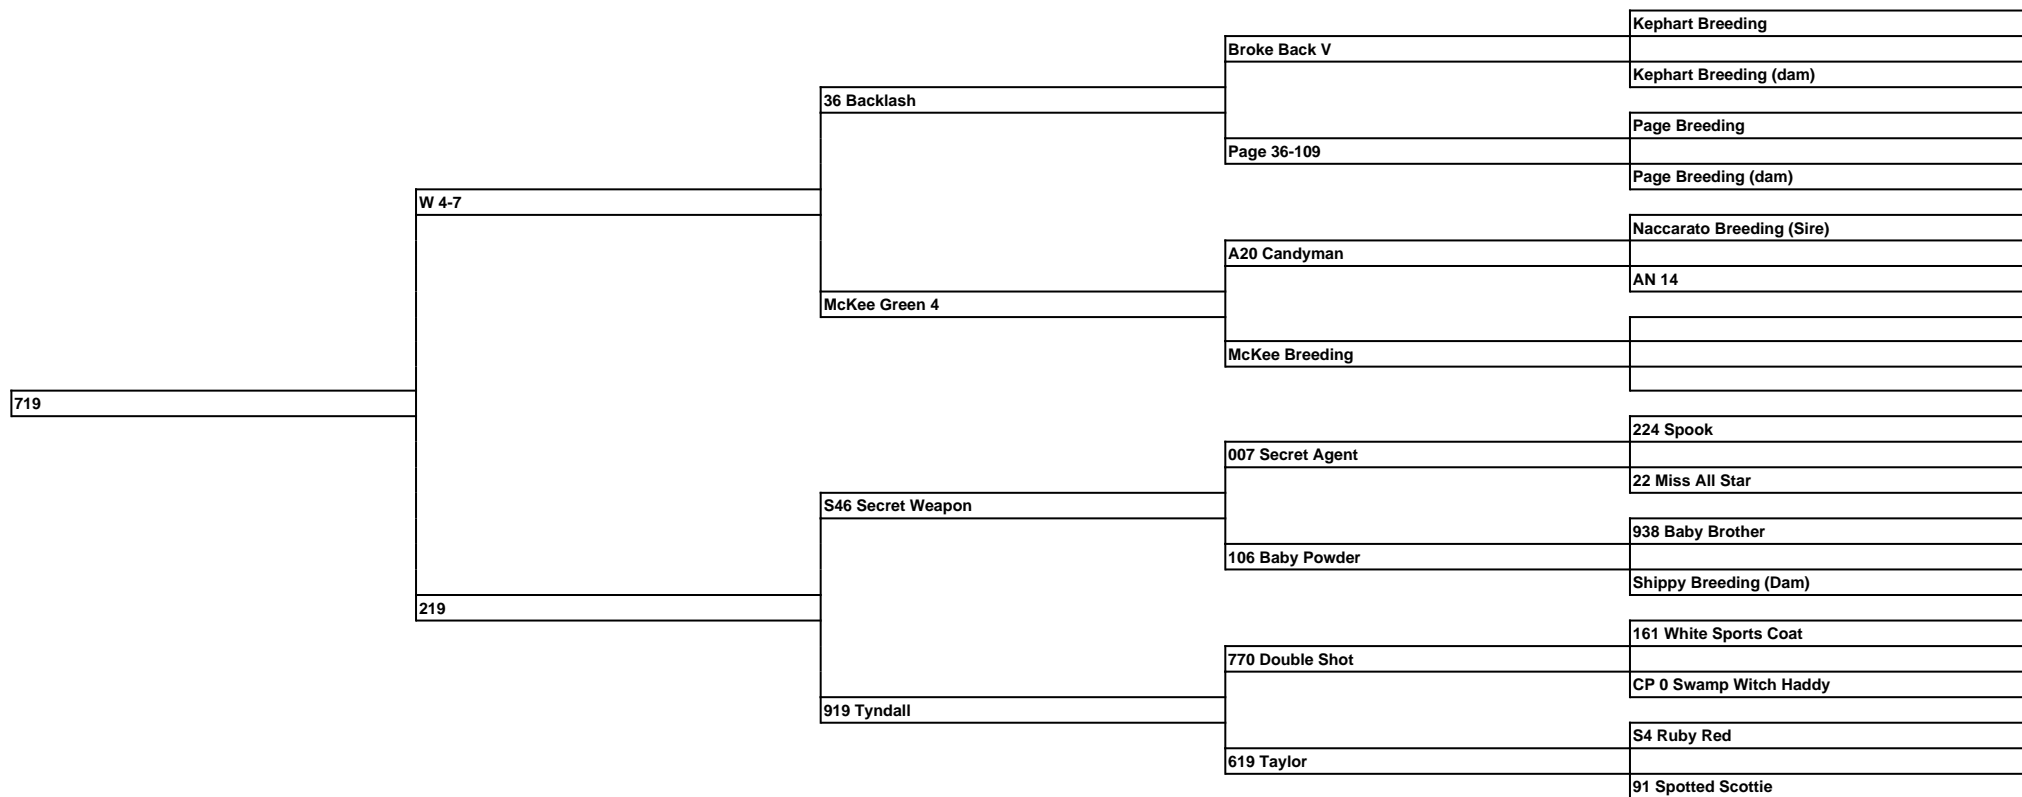 Kephart Breeding
Broke Back V
Kephart Breeding (dam)
36 Backlash
Page Breeding
Page 36-109
Page Breeding (dam)
W 4-7
Naccarato Breeding (Sire)
A20 Candyman
AN 14
McKee Green 4
McKee Breeding
719
224 Spook
007 Secret Agent
22 Miss All Star
S46 Secret Weapon
938 Baby Brother
106 Baby Powder
Shippy Breeding (Dam)
219
161 White Sports Coat
770 Double Shot
CP 0 Swamp Witch Haddy
919 Tyndall
S4 Ruby Red
619 Taylor
91 Spotted Scottie